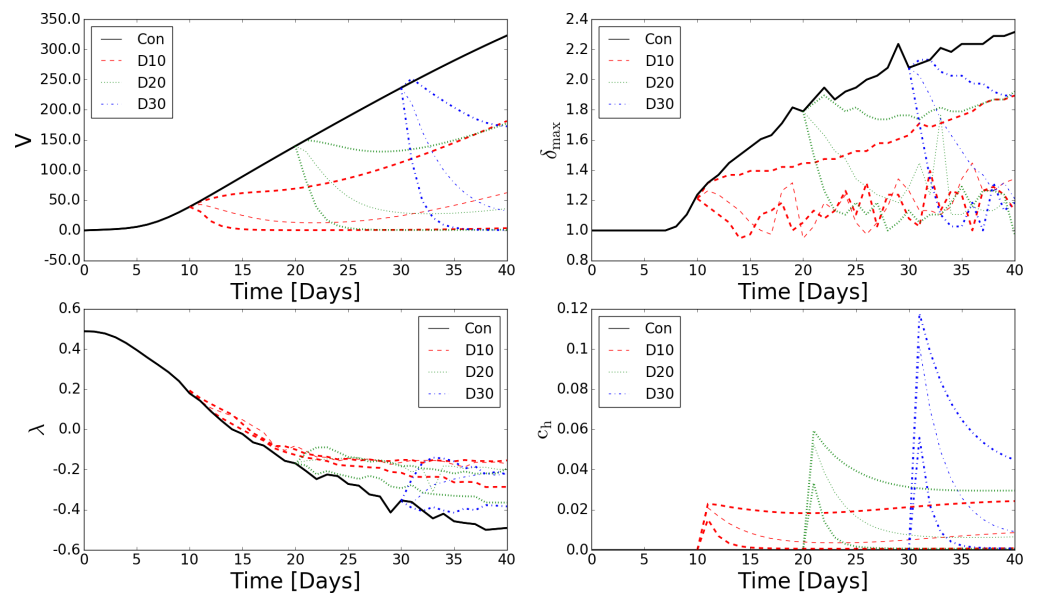 350.0
300.0
250.0
200.0
150.0
100.0
50.0
0.0
-50.0
V
Con
D10
D20
D30
0 5 10 15 20 25 30 35 40
Time [Days]
2.4
2.2
2.0
1.8
1.6
1.4
1.2
1.0
0.8
δmax
Con
D10
D20
D30
0 5 10 15 20 25 30 35 40
Time [Days]
0.6
0.4
0.2
0.0
-0.2
-0.4
-0.6
λ
Con
D10
D20
D30
0 5 10 15 20 25 30 35 40
Time [Days]
0.12
0.10
0.08
0.06
0.04
0.02
0.00
ch
Con
D10
D20
D30
0 5 10 15 20 25 30 35 40
Time [Days]